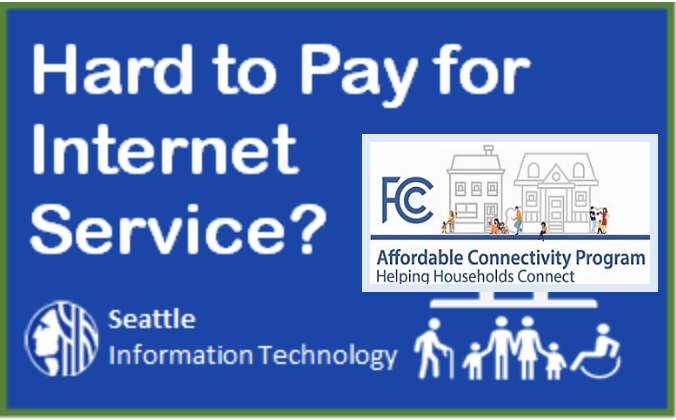 Hard to Pay for
Internet
Service?
FCC
Affordable Connectivity Program
Helping Households Connect
Seattle
Information Technology